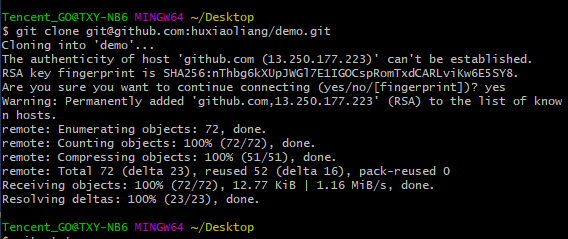 Tencent_GO@TXY-NB6 MINGW64 ~/Desktop
$ git clone git@github.com:huxiaoliang/demo.git
Cloning into 'demo'...
The authenticity of host 'github.com (13.250.177.223)' can't be established.
RSA key fingerprint is SHA256:nThbg6kXUpJWGl7E1IGOCspRomTxdCARLviKw6E5SY8.
Are you sure you want to continue connecting (yes/no/[fingerprint])? yes
Warning: Permanently added 'github.com,13.250.177.223' (RSA) to the list of know
n hosts.
remote: Enumerating objects: 72, done.
remote: Counting objects: 100% (72/72), done.
remote: Compressing objects: 100% (51/51), done.
remote: Total 72 (delta 23), reused 52 (delta 16), pack-reused 0
Receiving objects: 100% (72/72), 12.77 KiB | 1.16 MiB/s, done.
Resolving deltas: 100% (23/23), done.
Tencent_GO@TXY-NB6 MINGW64 ~/Desktop